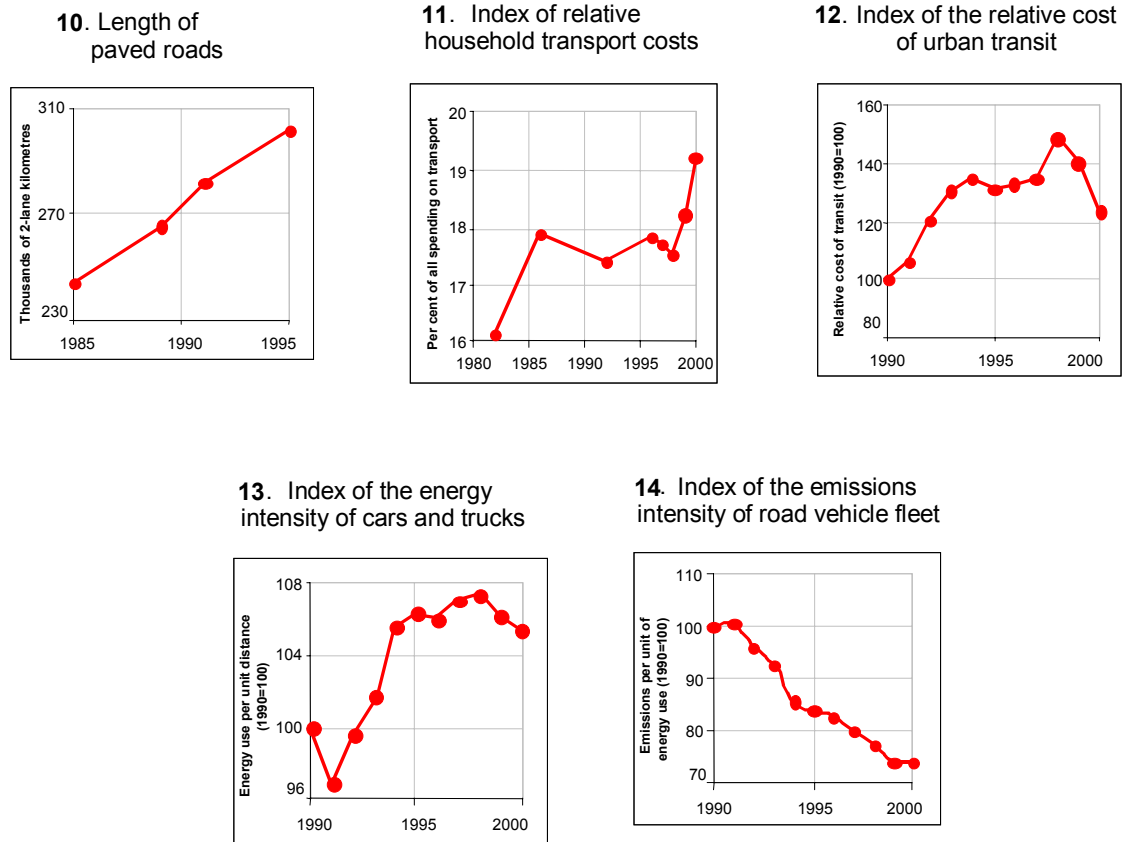 10. Length of
paved roads
Thousands of 2-lane kilometres
310
270
230
1985 1990 1995
11. Index of relative
household transport costs
Per cent of all spending on transport
20
19
18
17
16
1980 1985 1990 1995 2000
12. Index of the relative cost
of urban transit
Relative cost of transit (1990=100)
160
140
120
100
80
1990 1995 2000
13. Index of the energy
intensity of cars and trucks
Energy use per unit distance
(1990=100)
108
104
100
96
1990 1995 2000
14. Index of the emissions
intensity of road vehicle fleet
Emissions per unit of
energy use (1990=100)
110
100
90
80
70
1990 1995 2000